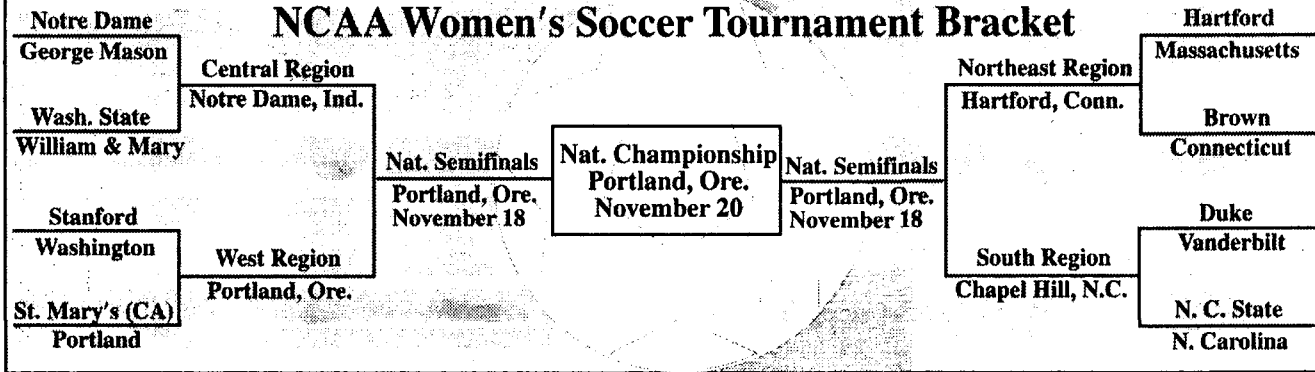 NCAA Women's Soccer Tournament Bracket
Notre Dame
George Mason
Wash. State
William & Mary
Central Region
Notre Dame, Ind.
Stanford
Washington
St. Mary's (CA)
Portland
West Region
Portland, Ore.
Nat. Semifinals
Portland, Ore.
November 18
Nat. Championship
Portland, Ore.
November 20
Nat. Semifinals
Portland, Ore.
November 18
Northeast Region
Hartford, Conn.
Hartford
Massachusetts
Brown
Connecticut
South Region
Chapel Hill, N.C.
Duke
Vanderbilt
N. C. State
N. Carolina